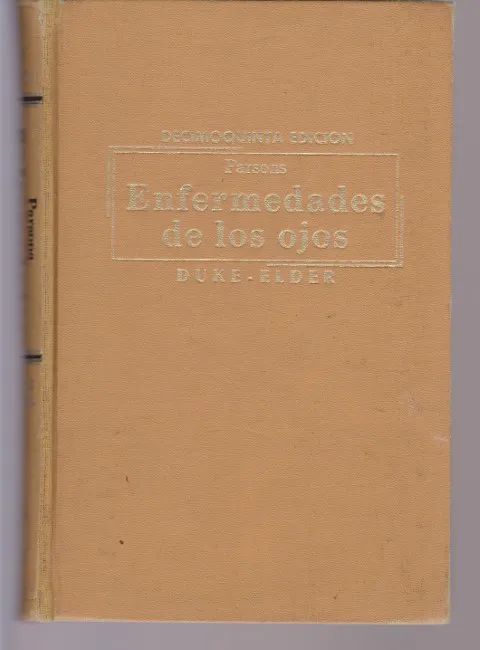 DECIMOQUINTA EDICION
Parsons
Enfermedades
de los ojos
DUKE-ELDER
Parsons